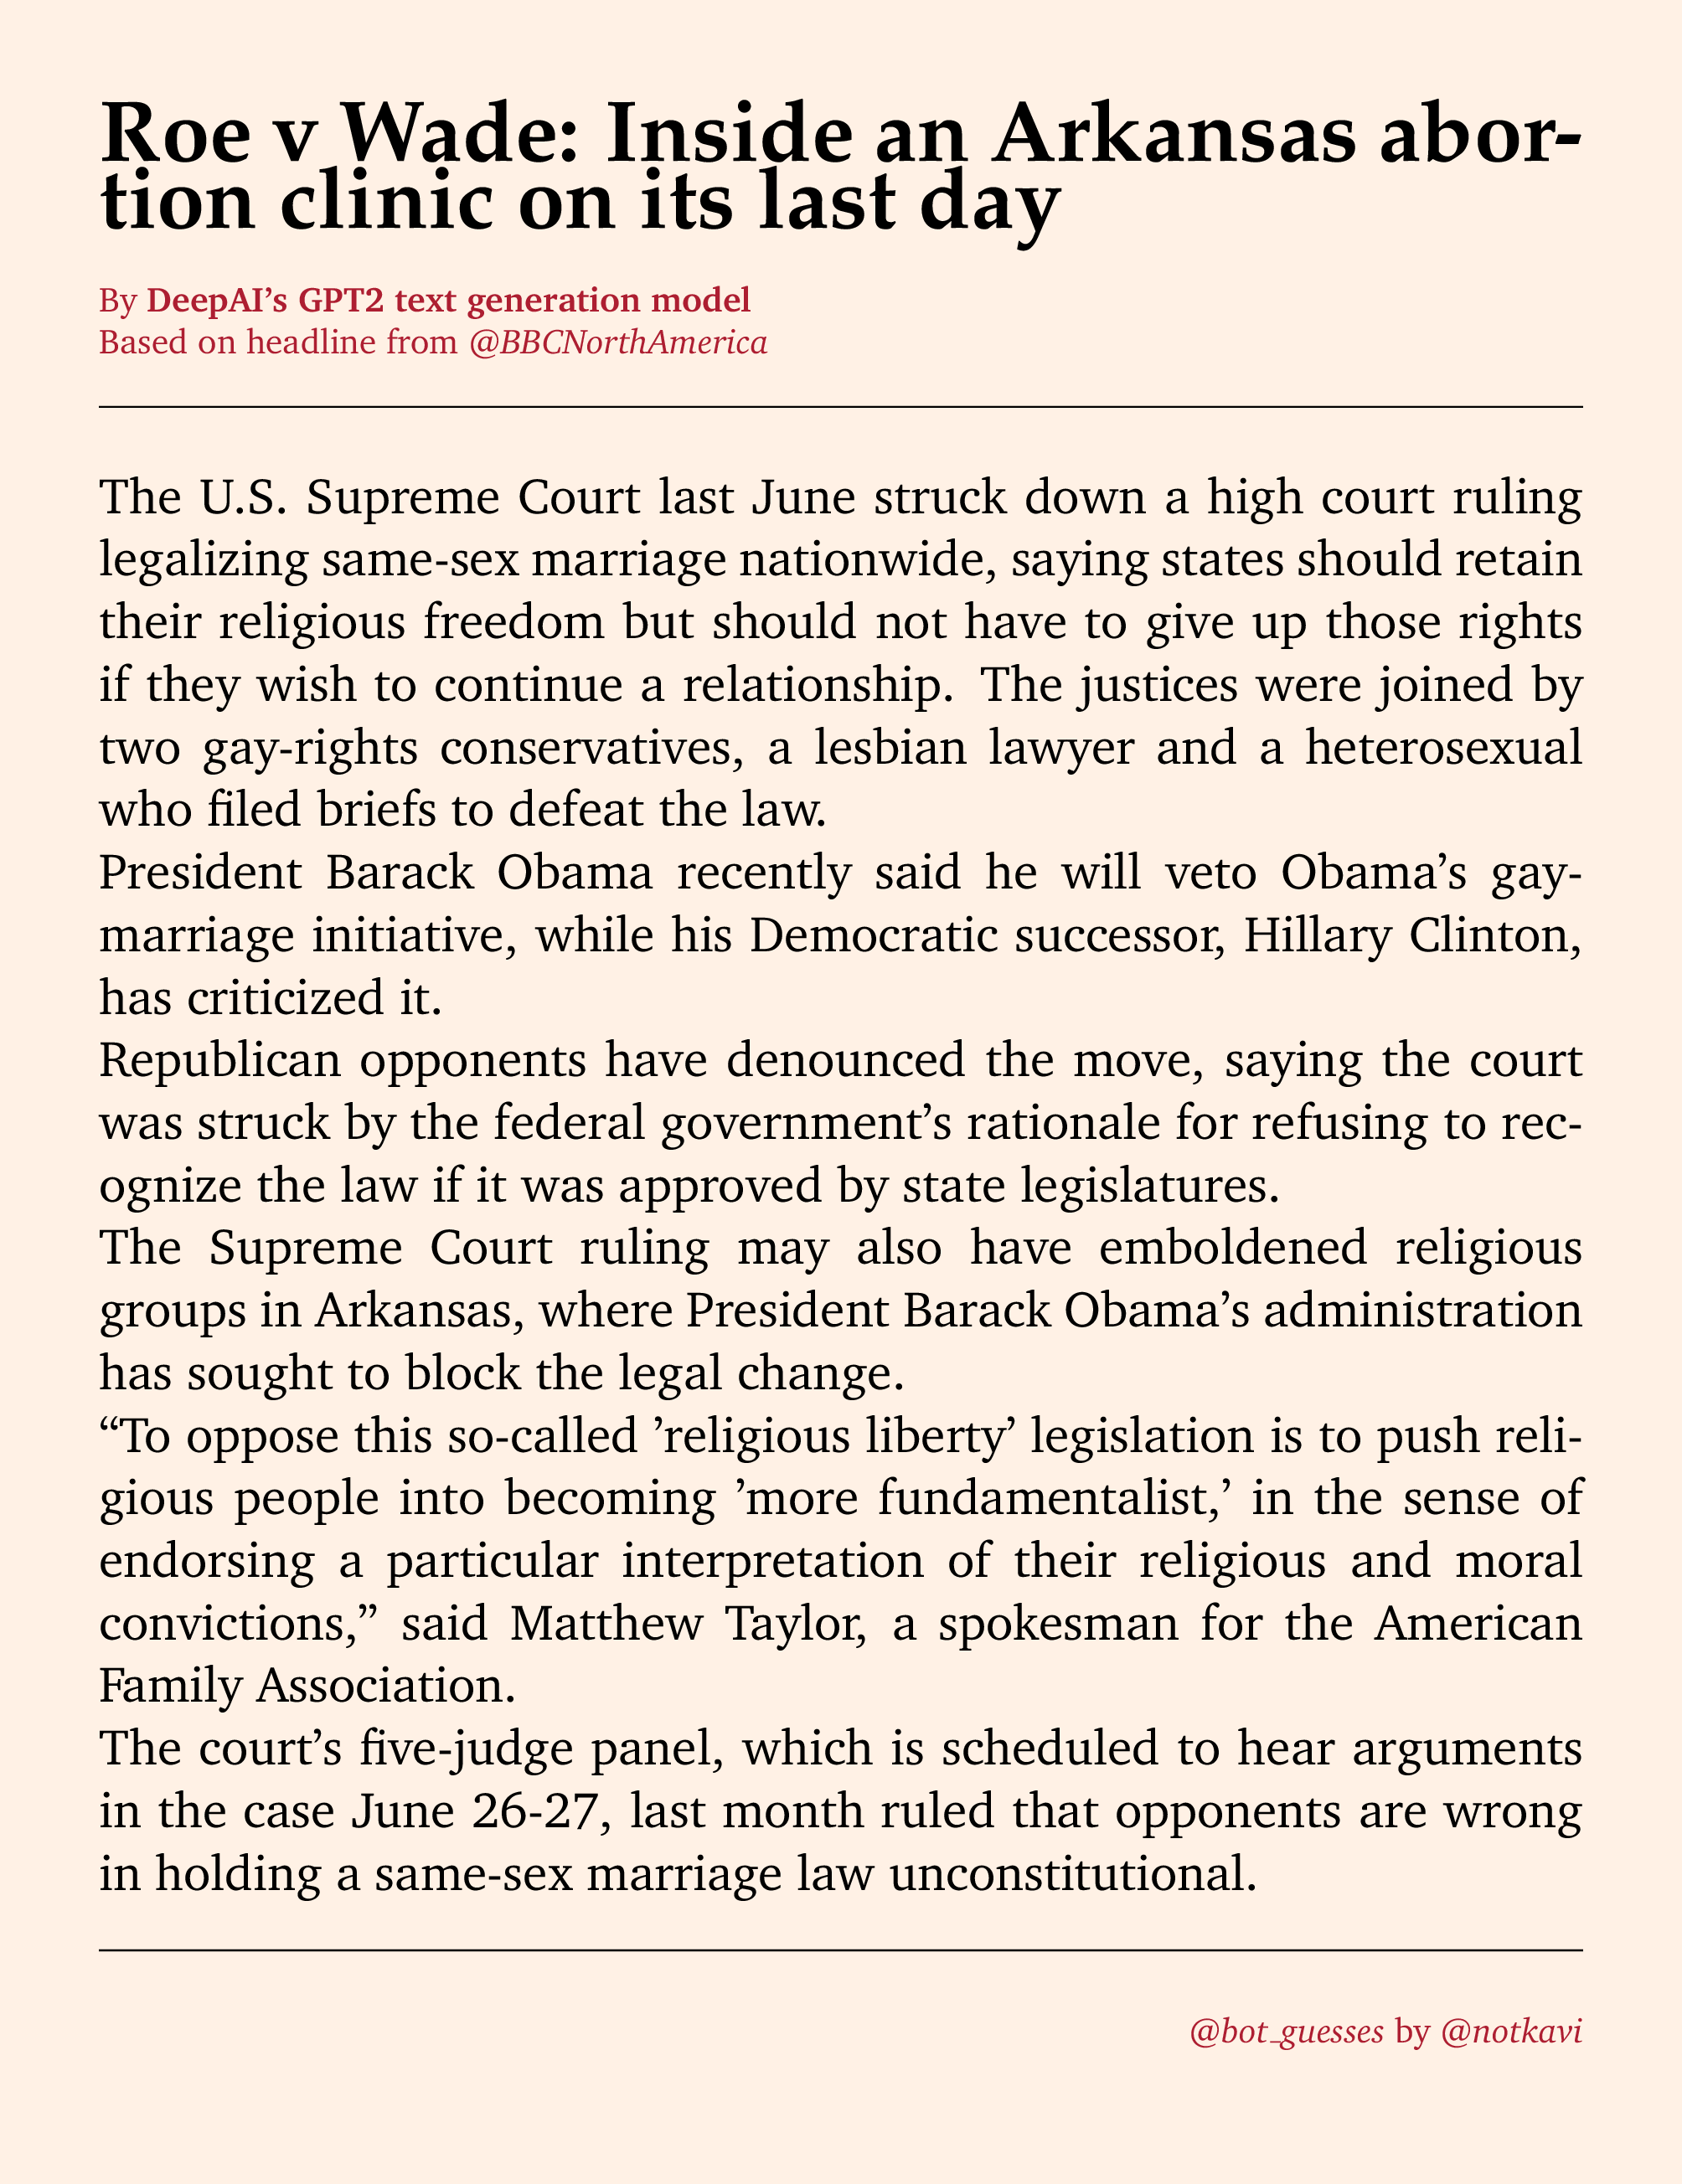 Roe v Wade: Inside an Arkansas abor-
tion clinic on its last day
By DeepAI's GPT2 text generation model
Based on headline from @BBCNorthAmerica
The U.S. Supreme Court last June struck down a high court ruling
legalizing same-sex marriage nationwide, saying states should retain
their religious freedom but should not have to give up those rights
if they wish to continue a relationship. The justices were joined by
two gay-rights conservatives, a lesbian lawyer and a heterosexual
who filed briefs to defeat the law.
President Barack Obama recently said he will veto Obama's gay-
marriage initiative, while his Democratic successor, Hillary Clinton,
has criticized it.
Republican opponents have denounced the move, saying the court
was struck by the federal government's rationale for refusing to rec-
ognize the law if it was approved by state legislatures.
The Supreme Court ruling may also have emboldened religious
groups in Arkansas, where President Barack Obama's administration
has sought to block the legal change.
“To oppose this so-called ’religious liberty’ legislation is to push reli-
gious people into becoming ’more fundamentalist,’ in the sense of
endorsing a particular interpretation of their religious and moral
convictions,” said Matthew Taylor, a spokesman for the American
Family Association.
The court's five-judge panel, which is scheduled to hear arguments
in the case June 26-27, last month ruled that opponents are wrong
in holding a same-sex marriage law unconstitutional.
@bot_guesses by @notkavi